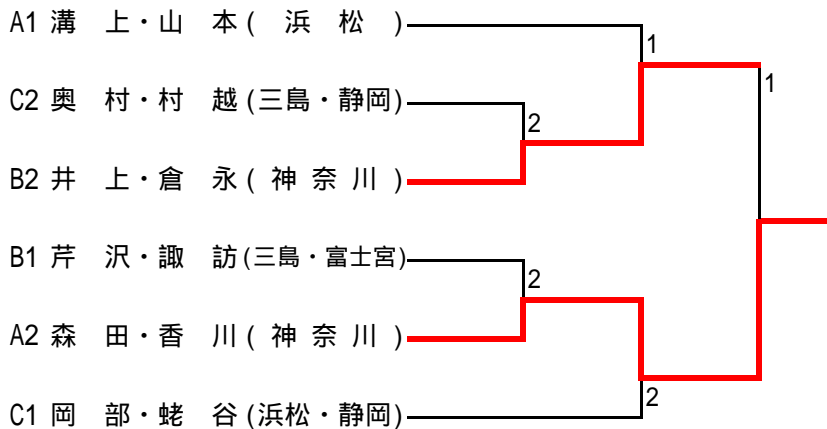 A1 溝 上・山 本 ( 浜 松 )
1
1
C2 奥 村・村 越 (三島・静岡)
2
B2 井 上・倉 永 ( 神 奈 川 )
B1 芹 沢・諏 訪 (三島・富士宮)
2
A2 森 田・香 川 ( 神 奈 川 )
2
C1 岡 部・蛯 谷 (浜松・静岡)